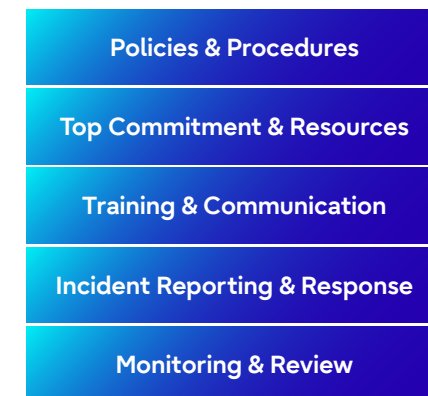 Policies & Procedures
Top Commitment & Resources
Training & Communication
Incident Reporting & Response
Monitoring & Review